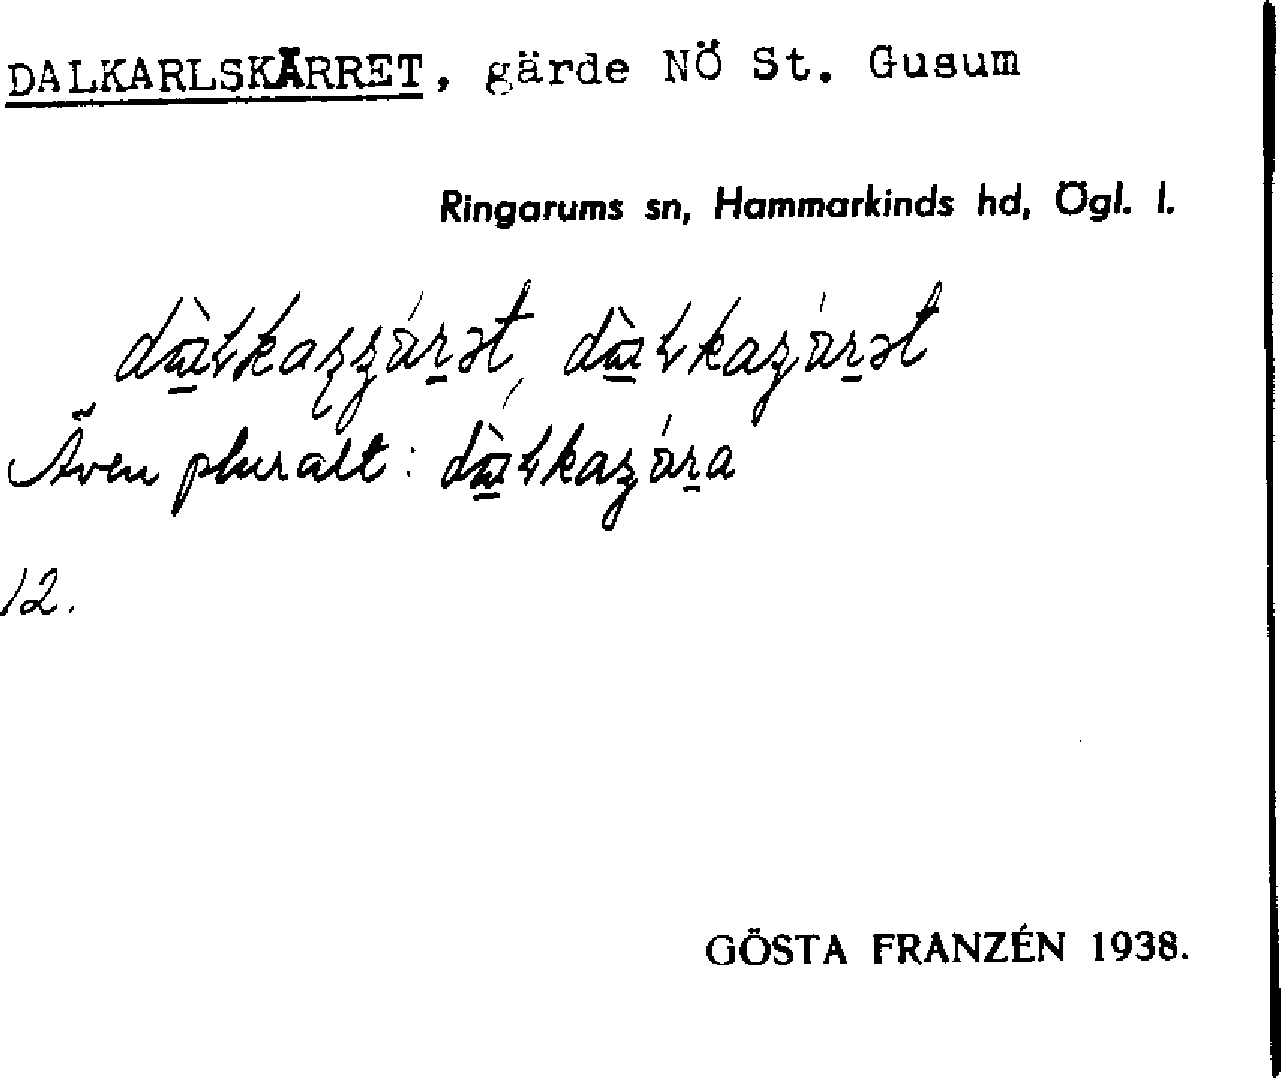 DALKARLSKÄRRET, gärde NÖ St. Gusum
Ringarums sn, Hammarkinds hd, Ögl. l.
Även pluralt:
12.
GÖSTA FRANZÉN 1938.